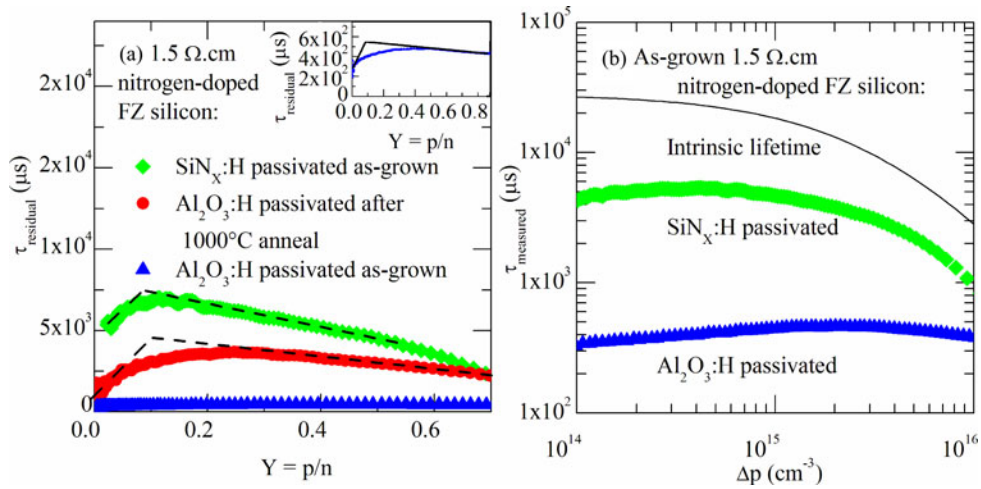 (a) 1.5 Ω.cm
nitrogen-doped
FZ silicon:
2x10⁴
2x10⁴
1x10⁴
5x10³
0
τresidual (μs)
0.0 0.2 0.4 0.6
Y = p/n
6x10²
4x10²
2x10²
0
τresidual (μs)
0.0 0.2 0.4 0.6 0.8
Y = p/n
SiNX:H passivated as-grown
Al2O3:H passivated after
1000°C anneal
Al2O3:H passivated as-grown
(b) As-grown 1.5 Ω.cm
nitrogen-doped FZ silicon:
Intrinsic lifetime
SiNX:H passivated
Al2O3:H passivated
1x10⁵
1x10⁴
1x10³
1x10²
τmeasured (μs)
10¹⁴ 10¹⁵ 10¹⁶
Δp (cm⁻³)